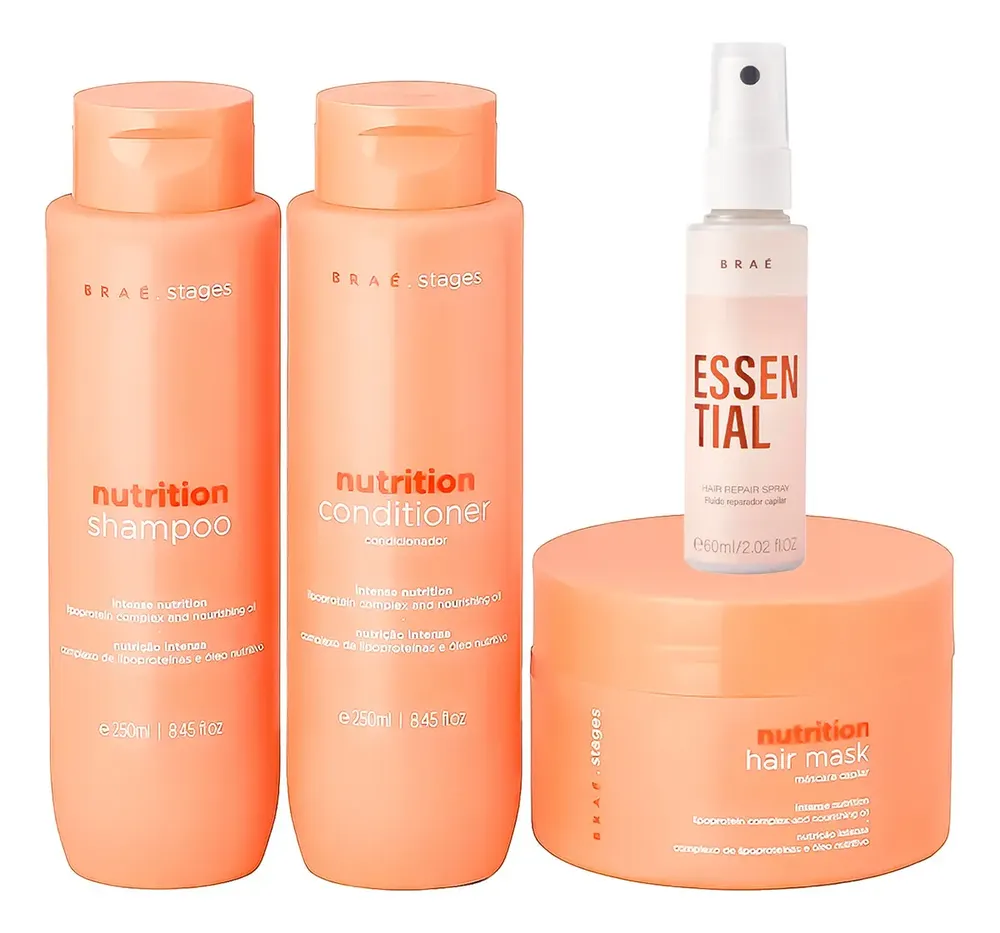 BRAÉ.stages
nutrition
shampoo
intense nutrition
lipoprotein complex and nourishing oil
nutrição intensa
complexo de lipoproteínas e óleo nutritivo
e 250ml | 8.45 fl oz
BRAÉ.stages
nutrition
conditioner
condicionador
intense nutrition
lipoprotein complex and nourishing oil
nutrição intensa
complexo de lipoproteínas e óleo nutritivo
e 250ml | 8.45 fl oz
BRAÉ
ESSEN
TIAL
HAIR REPAIR SPRAY
Fluído reparador capilar
e60ml/2.02 fl.OZ
BRAÉ.stages
nutrition
hair mask
máscara capilar
intense nutrition
lipoprotein complex and nourishing oil
nutrição intensa
complexo de lipoproteínas e óleo nutritivo